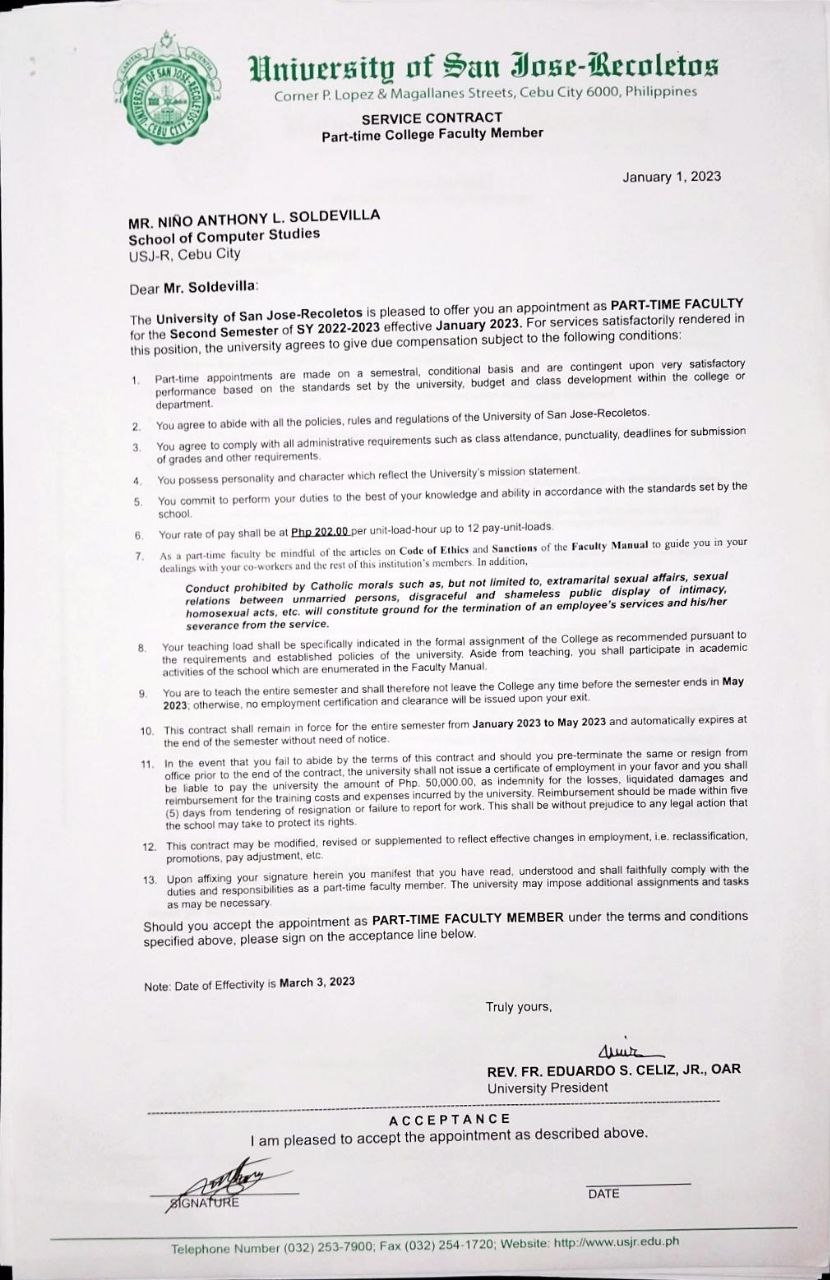 CARITAS SCIENTIA
UNIVERSITY OF SAN JOSE-RECOLETOS
CEBU CITY
University of San Jose-Recoletos
Corner P. Lopez & Magallanes Streets, Cebu City 6000, Philippines
SERVICE CONTRACT
Part-time College Faculty Member
January 1, 2023
MR. NIÑO ANTHONY L. SOLDEVILLA
School of Computer Studies
USJ-R, Cebu City
Dear Mr. Soldevilla:
The University of San Jose-Recoletos is pleased to offer you an appointment as PART-TIME FACULTY
for the Second Semester of SY 2022-2023 effective January 2023. For services satisfactorily rendered in
this position, the university agrees to give due compensation subject to the following conditions:
1. Part-time appointments are made on a semestral, conditional basis and are contingent upon very satisfactory
performance based on the standards set by the university, budget and class development within the college or
department.
2. You agree to abide with all the policies, rules and regulations of the University of San Jose-Recoletos.
3. You agree to comply with all administrative requirements such as class attendance, punctuality, deadlines for submission
of grades and other requirements.
4. You possess personality and character which reflect the University's mission statement.
5. You commit to perform your duties to the best of your knowledge and ability in accordance with the standards set by the
school.
6. Your rate of pay shall be at Php 202.00 per unit-load-hour up to 12 pay-unit-loads.
7. As a part-time faculty be mindful of the articles on Code of Ethics and Sanctions of the Faculty Manual to guide you in your
dealings with your co-workers and the rest of this institution's members. In addition,
Conduct prohibited by Catholic morals such as, but not limited to, extramarital sexual affairs, sexual
relations between unmarried persons, disgraceful and shameless public display of intimacy,
homosexual acts, etc. will constitute ground for the termination of an employee's services and his/her
severance from the service.
8. Your teaching load shall be specifically indicated in the formal assignment of the College as recommended pursuant to
the requirements and established policies of the university. Aside from teaching, you shall participate in academic
activities of the school which are enumerated in the Faculty Manual.
9. You are to teach the entire semester and shall therefore not leave the College any time before the semester ends in May
2023; otherwise, no employment certification and clearance will be issued upon your exit.
10. This contract shall remain in force for the entire semester from January 2023 to May 2023 and automatically expires at
the end of the semester without need of notice.
11. In the event that you fail to abide by the terms of this contract and should you pre-terminate the same or resign from
office prior to the end of the contract, the university shall not issue a certificate of employment in your favor and you shall
be liable to pay the university the amount of Php. 50,000.00, as indemnity for the losses, liquidated damages and
reimbursement for the training costs and expenses incurred by the university. Reimbursement should be made within five
(5) days from tendering of resignation or failure to report for work. This shall be without prejudice to any legal action that
the school may take to protect its rights.
12. This contract may be modified, revised or supplemented to reflect effective changes in employment, i.e. reclassification,
promotions, pay adjustment, etc.
13. Upon affixing your signature herein you manifest that you have read, understood and shall faithfully comply with the
duties and responsibilities as a part-time faculty member. The university may impose additional assignments and tasks
as may be necessary.
Should you accept the appointment as PART-TIME FACULTY MEMBER under the terms and conditions
specified above, please sign on the acceptance line below.
Note: Date of Effectivity is March 3, 2023
Truly yours,
REV. FR. EDUARDO S. CELIZ, JR., OAR
University President
ACCEPTANCE
I am pleased to accept the appointment as described above.
SIGNATURE
DATE
Telephone Number (032) 253-7900; Fax (032) 254-1720; Website: http://www.usjr.edu.ph